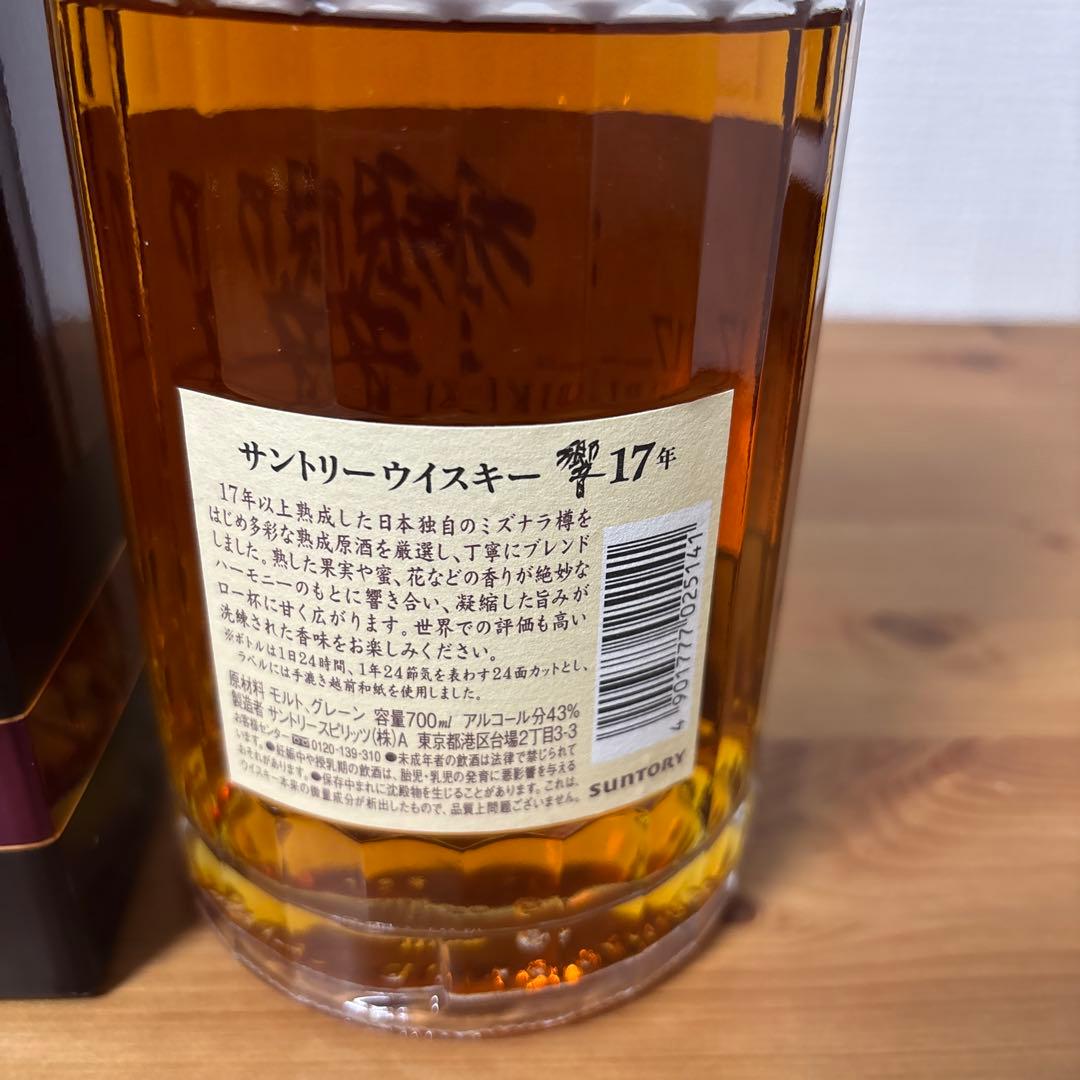 サントリーウイスキー 響 17年
17年以上熟成した日本独自のミズナラ樽を
はじめ多彩な熟成原酒を厳選し、丁寧にブレンド
しました。熟した果実や蜜、花などの香りが絶妙な
ハーモニーのもとに響き合い、凝縮した旨みが
口一杯に甘く広がります。世界での評価も高い
洗練された香味をお楽しみください。
※ボトルは1日24時間、1年24節気を表わす24面カットとし、
ラベルには手漉き越前和紙を使用しました。
原材料 モルト、グレーン 容量700ml アルコール分43%
製造者 サントリースピリッツ(株)A 東京都港区台場2丁目3-3
お客様センター 0120-139-310 ●未成年者の飲酒は法律で禁じられて
います。●妊娠中や授乳期の飲酒は、胎児・乳児の発育に悪影響を与える
おそれがあります。●保存中まれに沈殿物を生じることがあります。これは、
ウイスキー本来の微量成分が析出したもので、品質上問題ございません。
4 901777 025141
SUNTORY
響
17